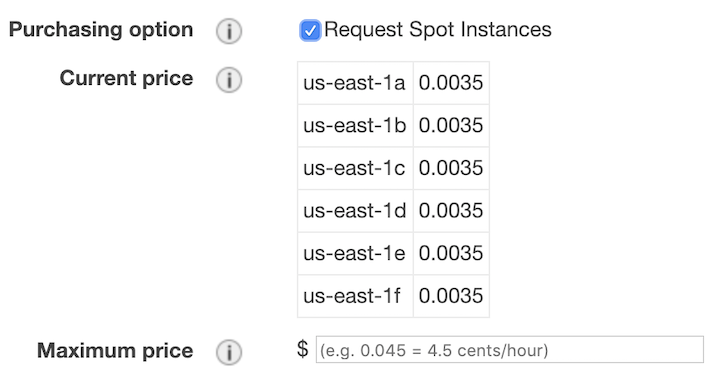 Purchasing option i Request Spot Instances
Current price i us-east-1a 0.0035
us-east-1b 0.0035
us-east-1c 0.0035
us-east-1d 0.0035
us-east-1e 0.0035
us-east-1f 0.0035
Maximum price i $ (e.g. 0.045 = 4.5 cents/hour)